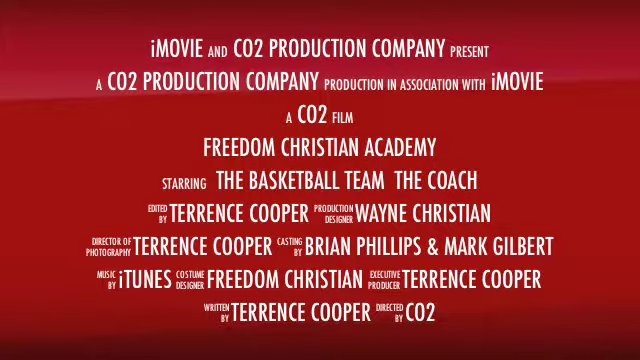 iMOVIE AND CO2 PRODUCTION COMPANY PRESENT
A CO2 PRODUCTION COMPANY PRODUCTION IN ASSOCIATION WITH iMOVIE
A CO2 FILM
FREEDOM CHRISTIAN ACADEMY
STARRING THE BASKETBALL TEAM THE COACH
EDITED BY TERRENCE COOPER PRODUCTION DESIGNER WAYNE CHRISTIAN
DIRECTOR OF PHOTOGRAPHY TERRENCE COOPER CASTING BY BRIAN PHILLIPS & MARK GILBERT
MUSIC BY iTUNES COSTUME DESIGNER FREEDOM CHRISTIAN EXECUTIVE PRODUCER TERRENCE COOPER
WRITTEN BY TERRENCE COOPER DIRECTED BY CO2